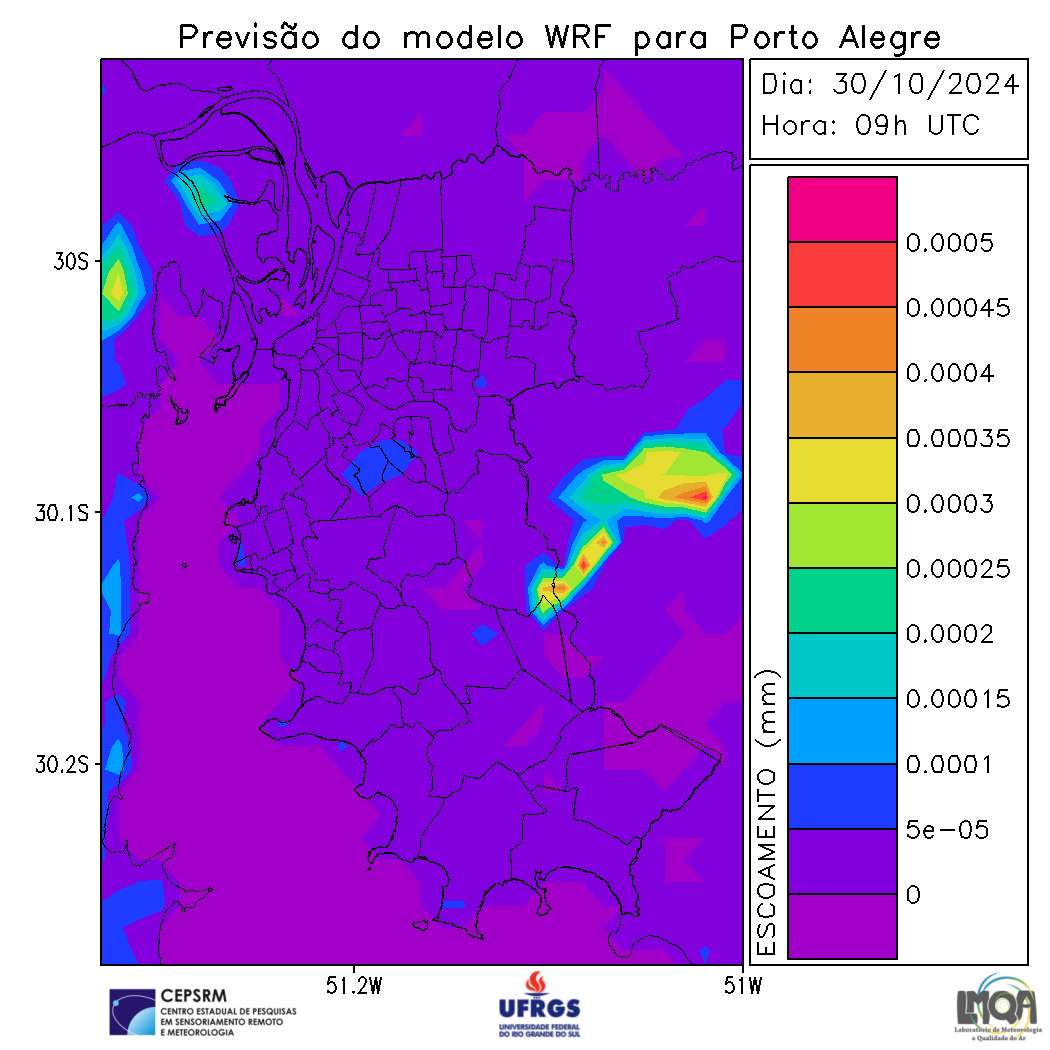 Previsão do modelo WRF para Porto Alegre
Dia: 30/10/2024
Hora: 09h UTC
30S
30.1S
30.2S
51.2W
51W
ESCOAMENTO (mm)
0.0005
0.00045
0.0004
0.00035
0.0003
0.00025
0.0002
0.00015
0.0001
5e-05
0
CEPSRM
CENTRO ESTADUAL DE PESQUISAS
EM SENSORIAMENTO REMOTO
E METEOROLOGIA
UFRGS
UNIVERSIDADE FEDERAL
DO RIO GRANDE DO SUL
LMQA
Laboratório de Meteorologia
e Qualidade do Ar